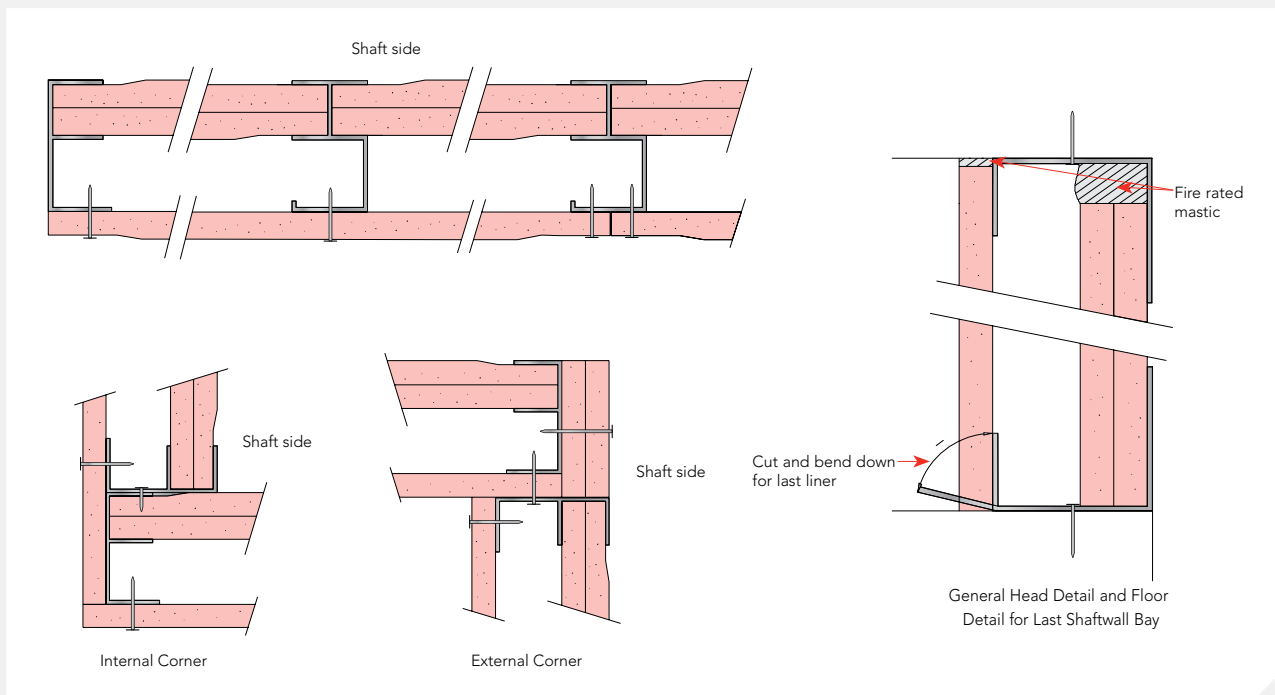 Shaft side
Fire rated
mastic
Shaft side
Shaft side
Cut and bend down
for last liner
General Head Detail and Floor
Detail for Last Shaftwall Bay
Internal Corner
External Corner